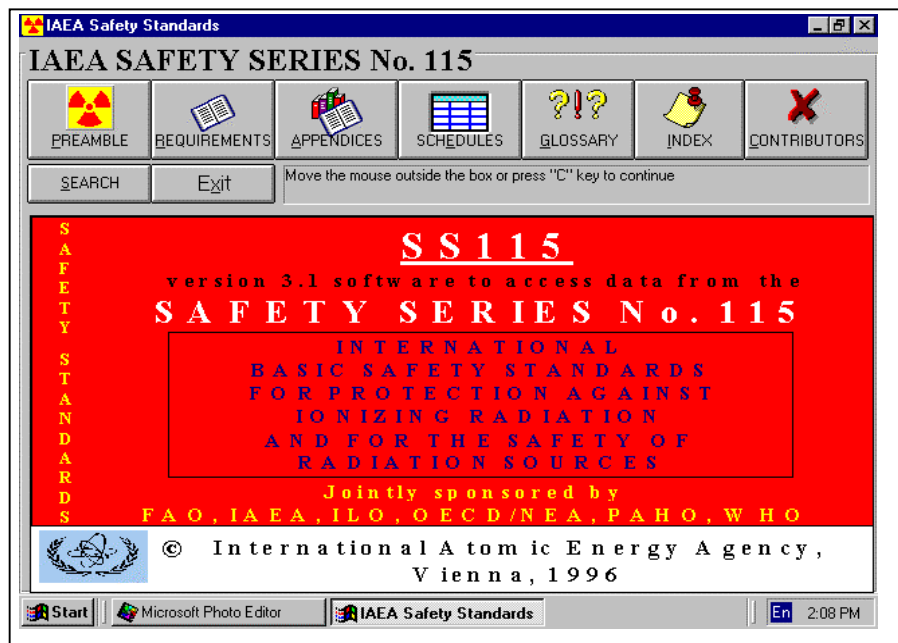 IAEA Safety Standards
IAEA SAFETY SERIES No. 115
PREAMBLE REQUIREMENTS APPENDICES SCHEDULES GLOSSARY INDEX CONTRIBUTORS
SEARCH Exit Move the mouse outside the box or press "C" key to continue
SAFETY STANDARDS
SS115
version 3.1 software to access data from the
SAFETY SERIES No. 115
INTERNATIONAL
BASIC SAFETY STANDARDS
FOR PROTECTION AGAINST
IONIZING RADIATION
AND FOR THE SAFETY OF
RADIATION SOURCES
Jointly sponsored by
FAO, IAEA, ILO, OECD/NEA, PAHO, WHO
© International Atomic Energy Agency,
Vienna, 1996
Start Microsoft Photo Editor IAEA Safety Standards En 2:08 PM